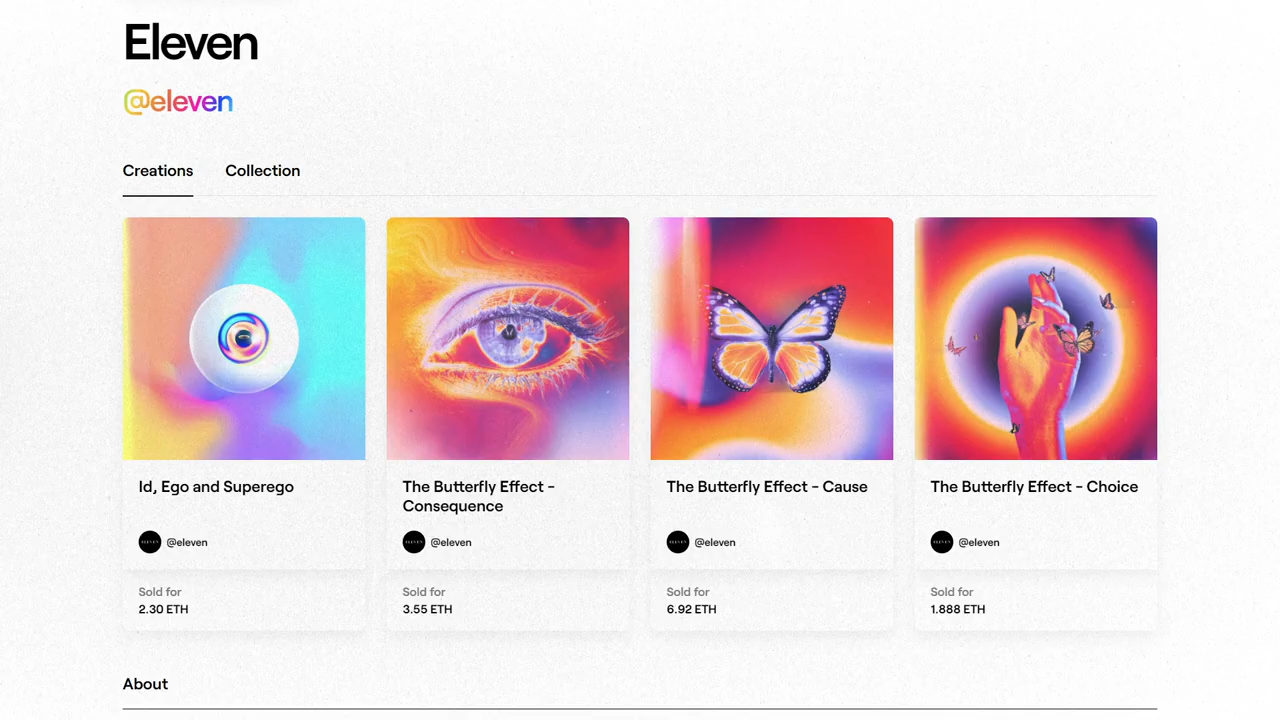 Eleven
@eleven
Creations Collection
Id, Ego and Superego
@eleven
Sold for
2.30 ETH
The Butterfly Effect – Consequence
@eleven
Sold for
3.55 ETH
The Butterfly Effect – Cause
@eleven
Sold for
6.92 ETH
The Butterfly Effect – Choice
@eleven
Sold for
1.888 ETH
About